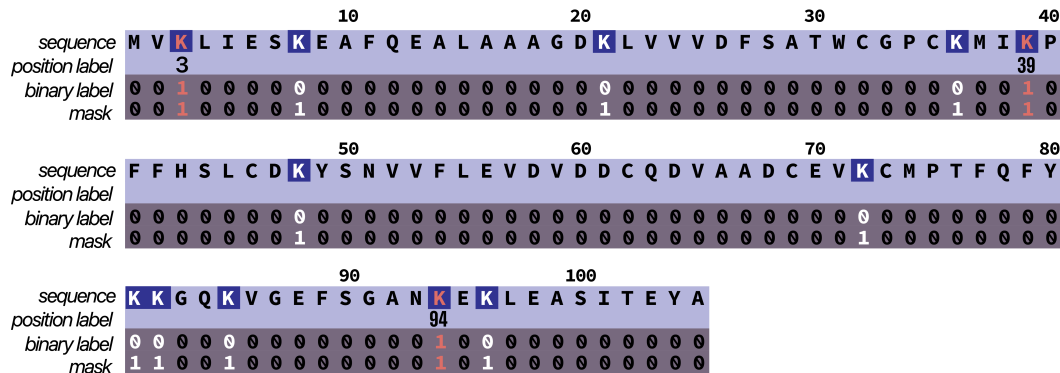 10 20 30 40
sequence M V K L I E S K E A F Q E A L A A A G D K L V V V D F S A T W C G P C K M I K P
position label 3 39
binary label 0 0 1 0 0 0 0 0 0 0 0 0 0 0 0 0 0 0 0 0 0 0 0 0 0 0 0 0 0 0 0 0 0 0 0 0 0 0 1 0
mask 0 0 1 0 0 0 0 1 0 0 0 0 0 0 0 0 0 0 0 0 1 0 0 0 0 0 0 0 0 0 0 0 0 0 0 1 0 0 1 0
50 60 70 80
sequence F F H S L C D K Y S N V V F L E V D V D D C Q D V A A D C E V K C M P T F Q F Y
position label
binary label 0 0 0 0 0 0 0 0 0 0 0 0 0 0 0 0 0 0 0 0 0 0 0 0 0 0 0 0 0 0 0 0 0 0 0 0 0 0 0 0
mask 0 0 0 0 0 0 0 1 0 0 0 0 0 0 0 0 0 0 0 0 0 0 0 0 0 0 0 0 0 0 0 1 0 0 0 0 0 0 0 0
90 100
sequence K K G Q K V G E F S G A N K E K L E A S I T E Y A
position label 94
binary label 0 0 0 0 0 0 0 0 0 0 0 0 0 1 0 0 0 0 0 0 0 0 0 0 0
mask 1 1 0 0 1 0 0 0 0 0 0 0 0 1 0 1 0 0 0 0 0 0 0 0 0